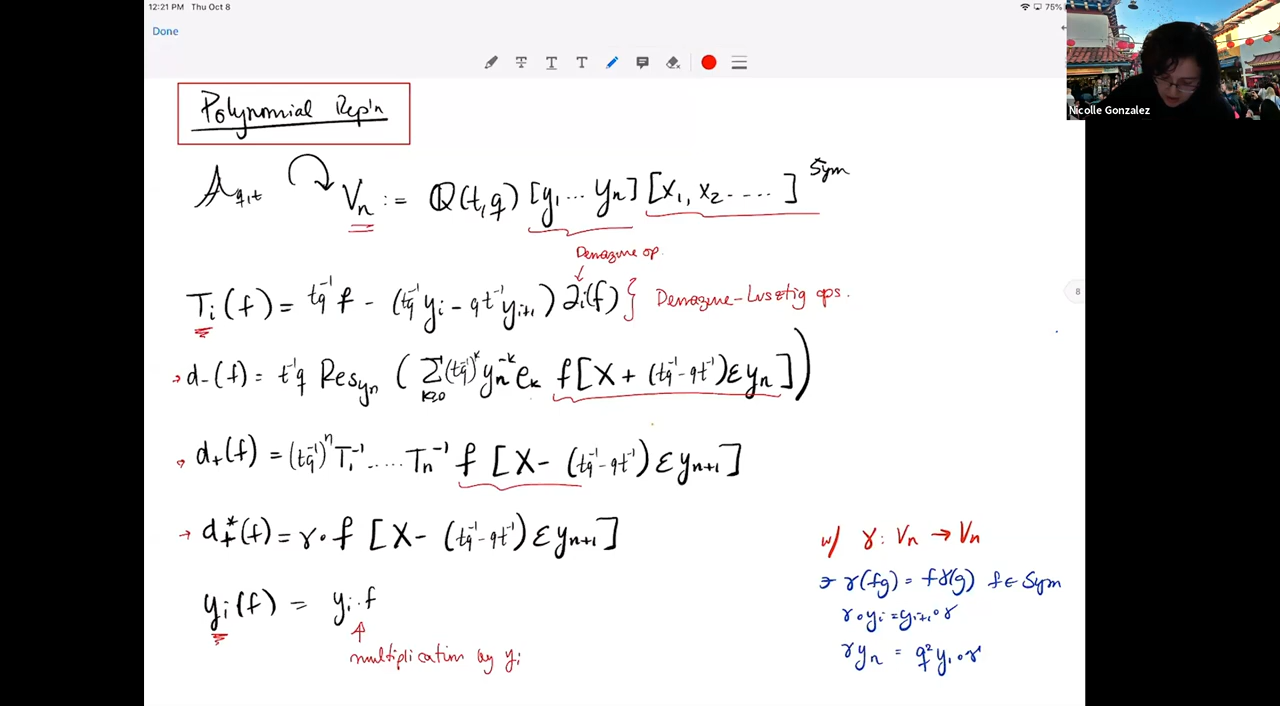 12:21 PM Thu Oct 8
75%
Done
Nicolle Gonzalez
8
Polynomial Rep'n
𝔸_{q,t} ↷ V_n := ℚ(t,q) [y_1 ... y_n] [x_1, x_2 .....]^{Sym}
Demazure op.
T_i(f) = tq^{-1} f - (tq^{-1} y_i - qt^{-1} y_{i+1}) ∂_i(f) } Demazure-Lusztig ops.
→ d_-(f) = t^{-1}q Res_{y_n} ( Σ_{k≥0} (tq^{-1})^k y_n^{-k} e_k f[X + (tq^{-1} - qt^{-1}) ε y_n] )
→ d_+(f) = (tq^{-1})^n T_1^{-1} .... T_n^{-1} f [X - (tq^{-1} - qt^{-1}) ε y_{n+1}]
→ d_+^*(f) = γ∘f [X - (tq^{-1} - qt^{-1}) ε y_{n+1}]
w/ γ: V_n → V_n
∋ γ(fg) = fγ(g) f ∈ Sym
y_i(f) = y_i·f
γ∘y_i = y_{i+1}∘γ
multiplication by y_i
γ y_n = q^2 y_1∘γ